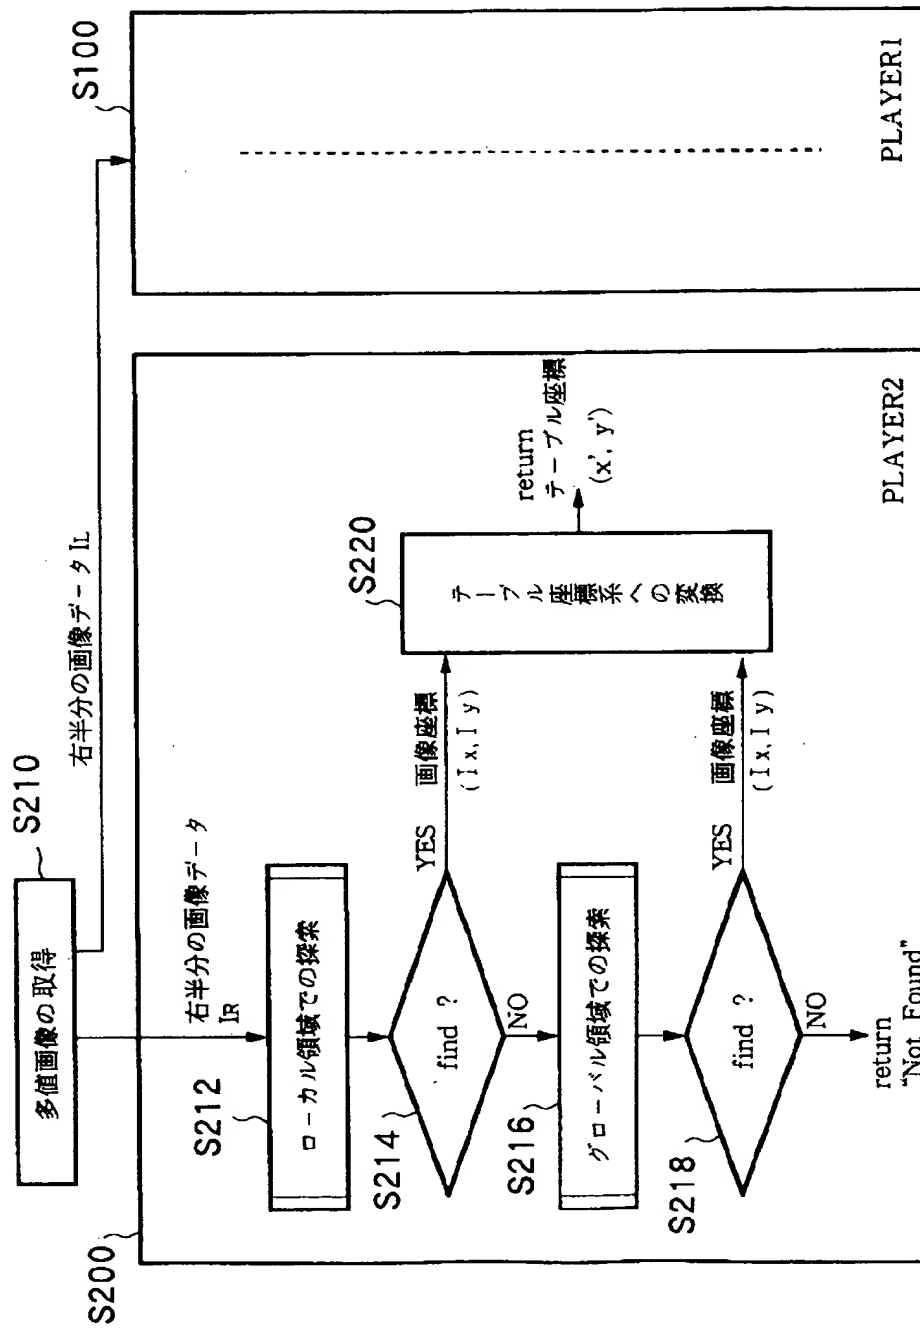 S210
多値画像の取得
右半分の画像データ IL
右半分の画像データ
IR
S200
S100
S212
ローカル領域での探索
S214
find ?
YES
NO
画像座標
(Ix, Iy)
S216
グローバル領域での探索
S218
find ?
YES
NO
画像座標
(Ix, Iy)
S220
テーブル座標系への変換
return
テーブル座標
(x', y')
return
"Not Found"
PLAYER2
PLAYER1